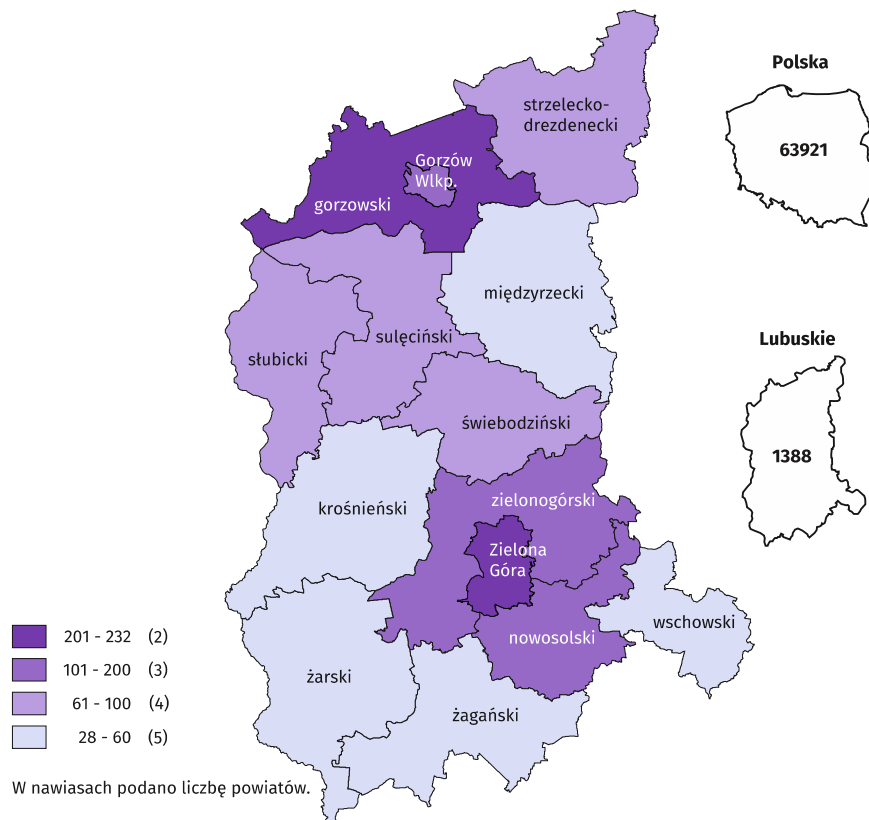 Polska
63921
strzelecko-
drezdenecki
Gorzów
Wlkp.
gorzowski
międzyrzecki
sulęciński
słubicki
Lubuskie
1388
świebodziński
zielonogórski
krośnieński
Zielona
Góra
wschowski
nowosolski
żarski
żagański
201 - 232 (2)
101 - 200 (3)
61 - 100 (4)
28 - 60 (5)
W nawiasach podano liczbę powiatów.